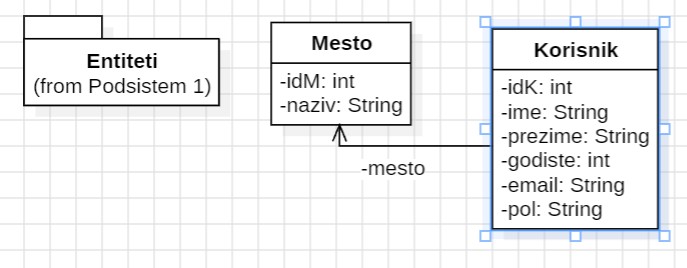 Entiteti
(from Podsistem 1)
Mesto
-idM: int
-naziv: String
-mesto
Korisnik
-idK: int
-ime: String
-prezime: String
-godiste: int
-email: String
-pol: String